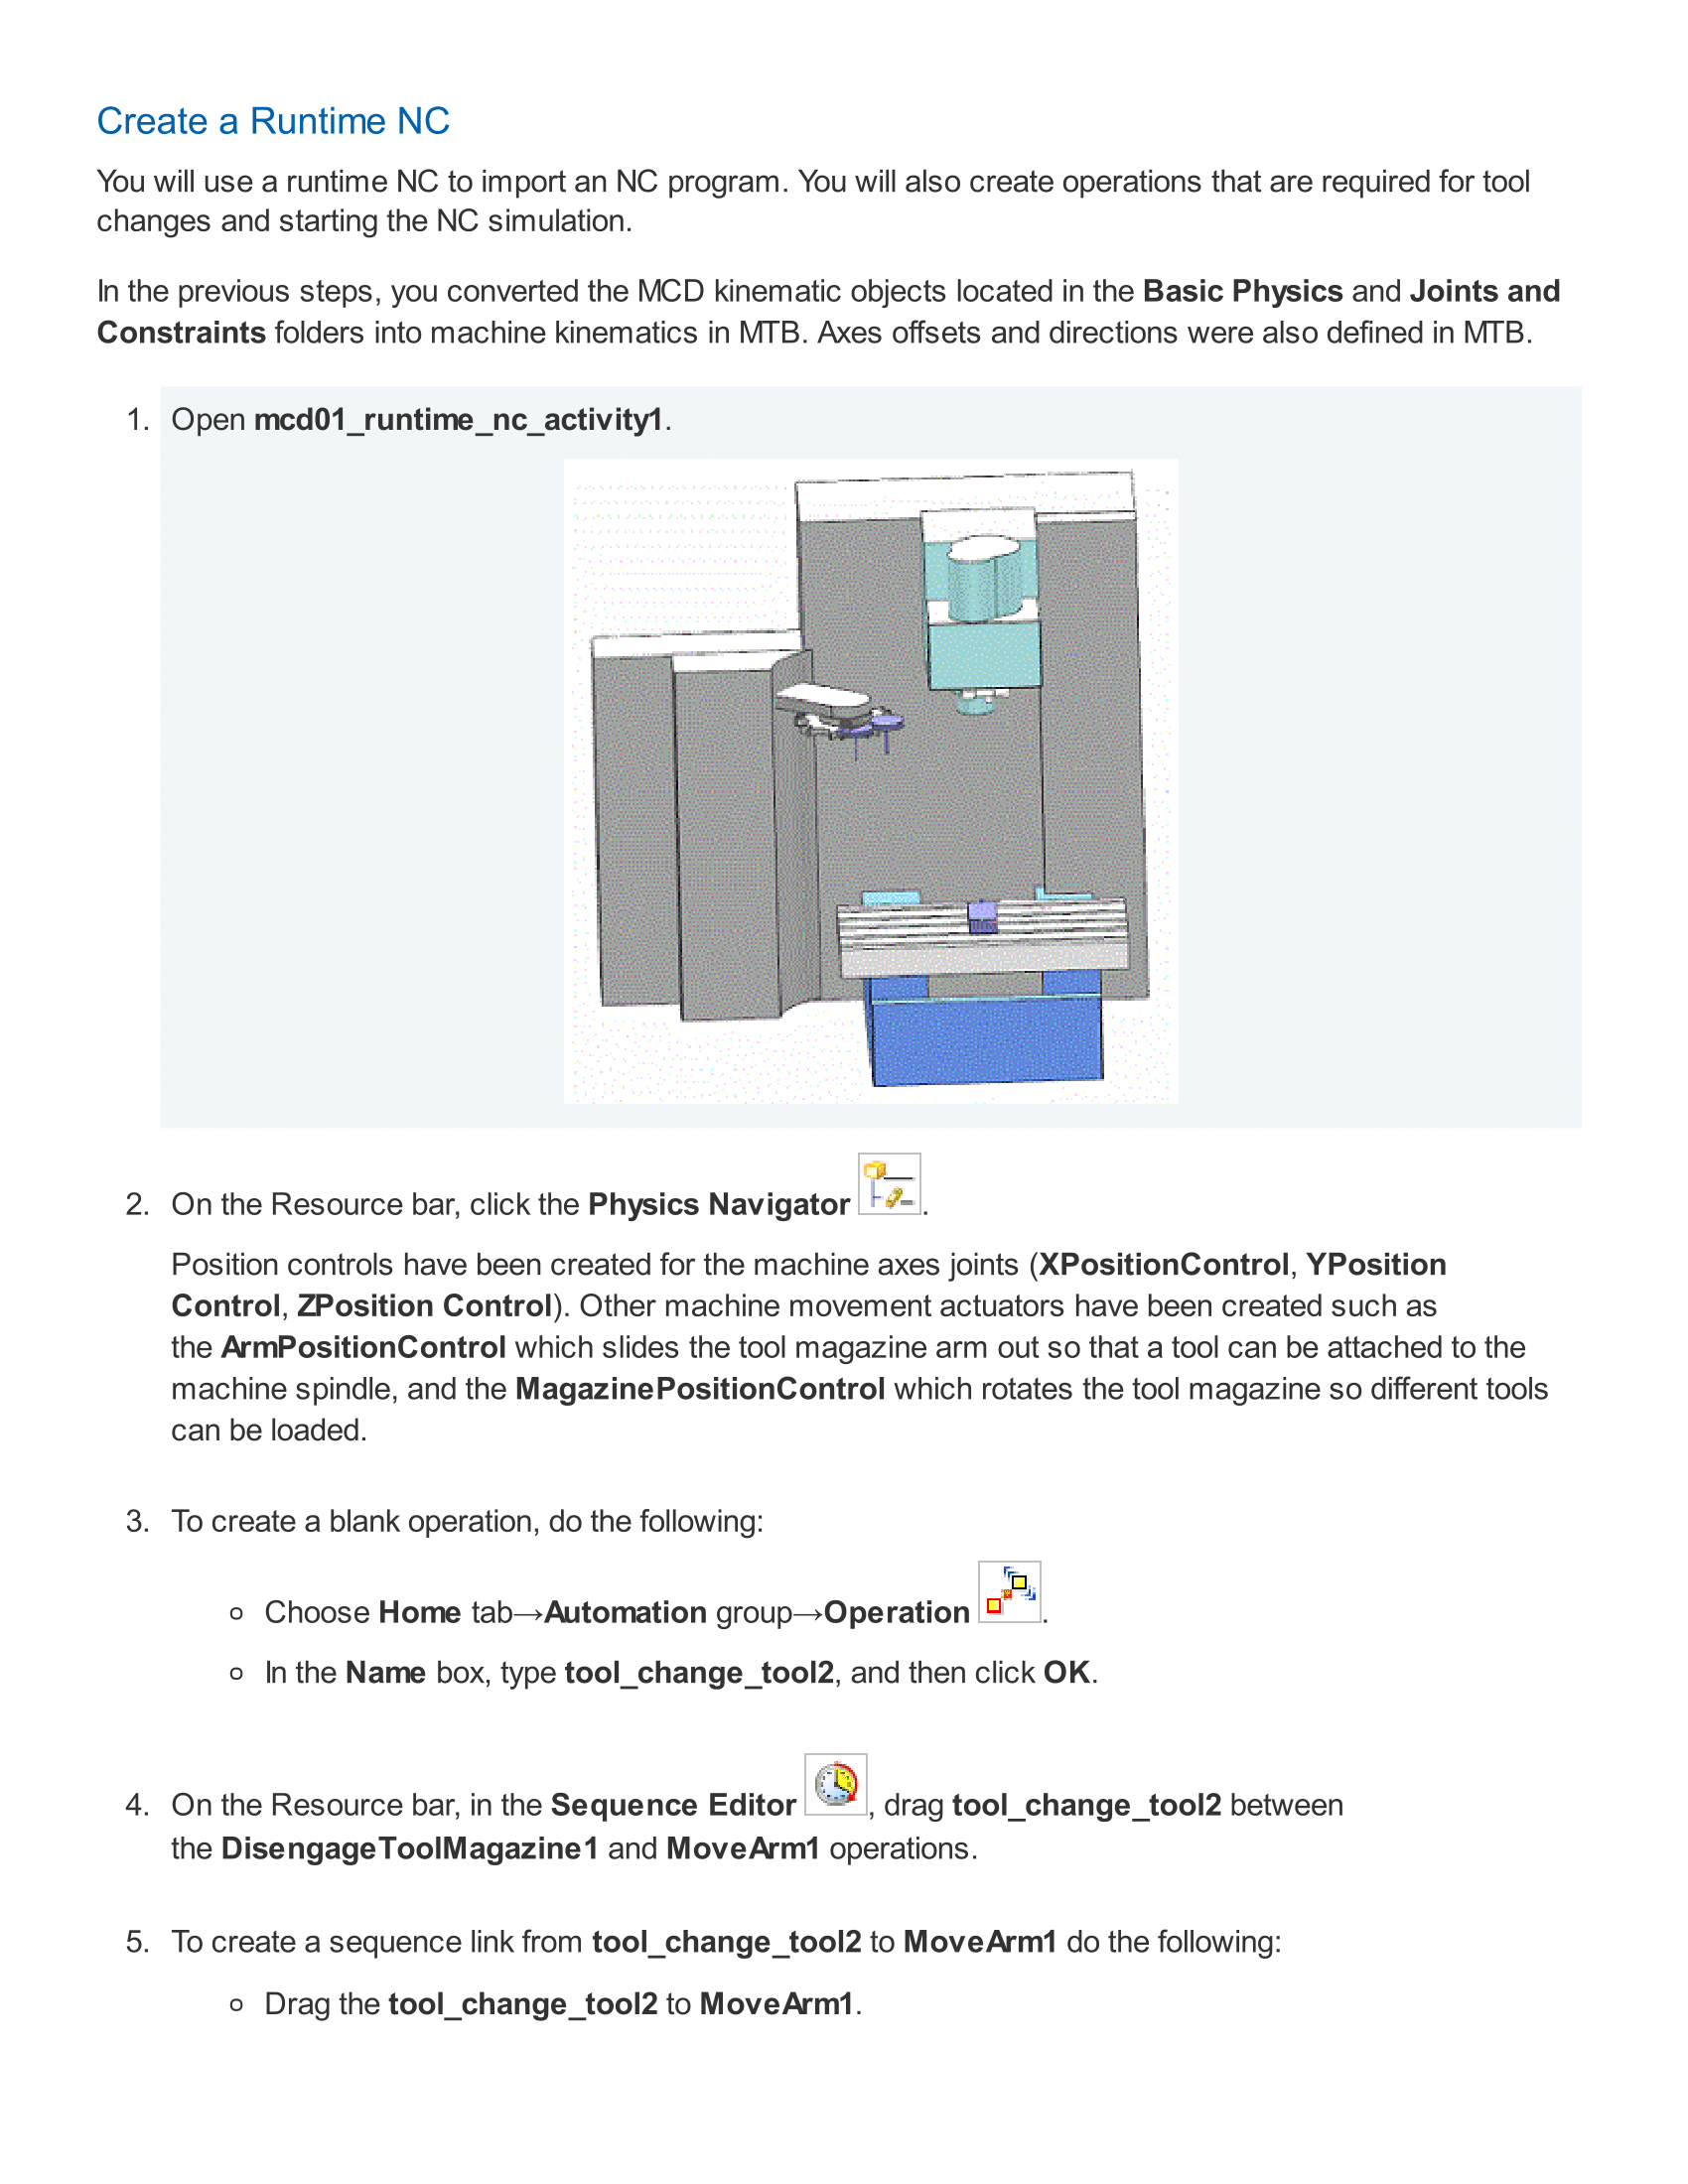 Create a Runtime NC
You will use a runtime NC to import an NC program. You will also create operations that are required for tool
changes and starting the NC simulation.
In the previous steps, you converted the MCD kinematic objects located in the Basic Physics and Joints and
Constraints folders into machine kinematics in MTB. Axes offsets and directions were also defined in MTB.
1. Open mcd01_runtime_nc_activity1.
2. On the Resource bar, click the Physics Navigator .
Position controls have been created for the machine axes joints (XPositionControl, YPosition
Control, ZPosition Control). Other machine movement actuators have been created such as
the ArmPositionControl which slides the tool magazine arm out so that a tool can be attached to the
machine spindle, and the MagazinePositionControl which rotates the tool magazine so different tools
can be loaded.
3. To create a blank operation, do the following:
○ Choose Home tab→Automation group→Operation .
○ In the Name box, type tool_change_tool2, and then click OK.
4. On the Resource bar, in the Sequence Editor , drag tool_change_tool2 between
the DisengageToolMagazine1 and MoveArm1 operations.
5. To create a sequence link from tool_change_tool2 to MoveArm1 do the following:
○ Drag the tool_change_tool2 to MoveArm1.